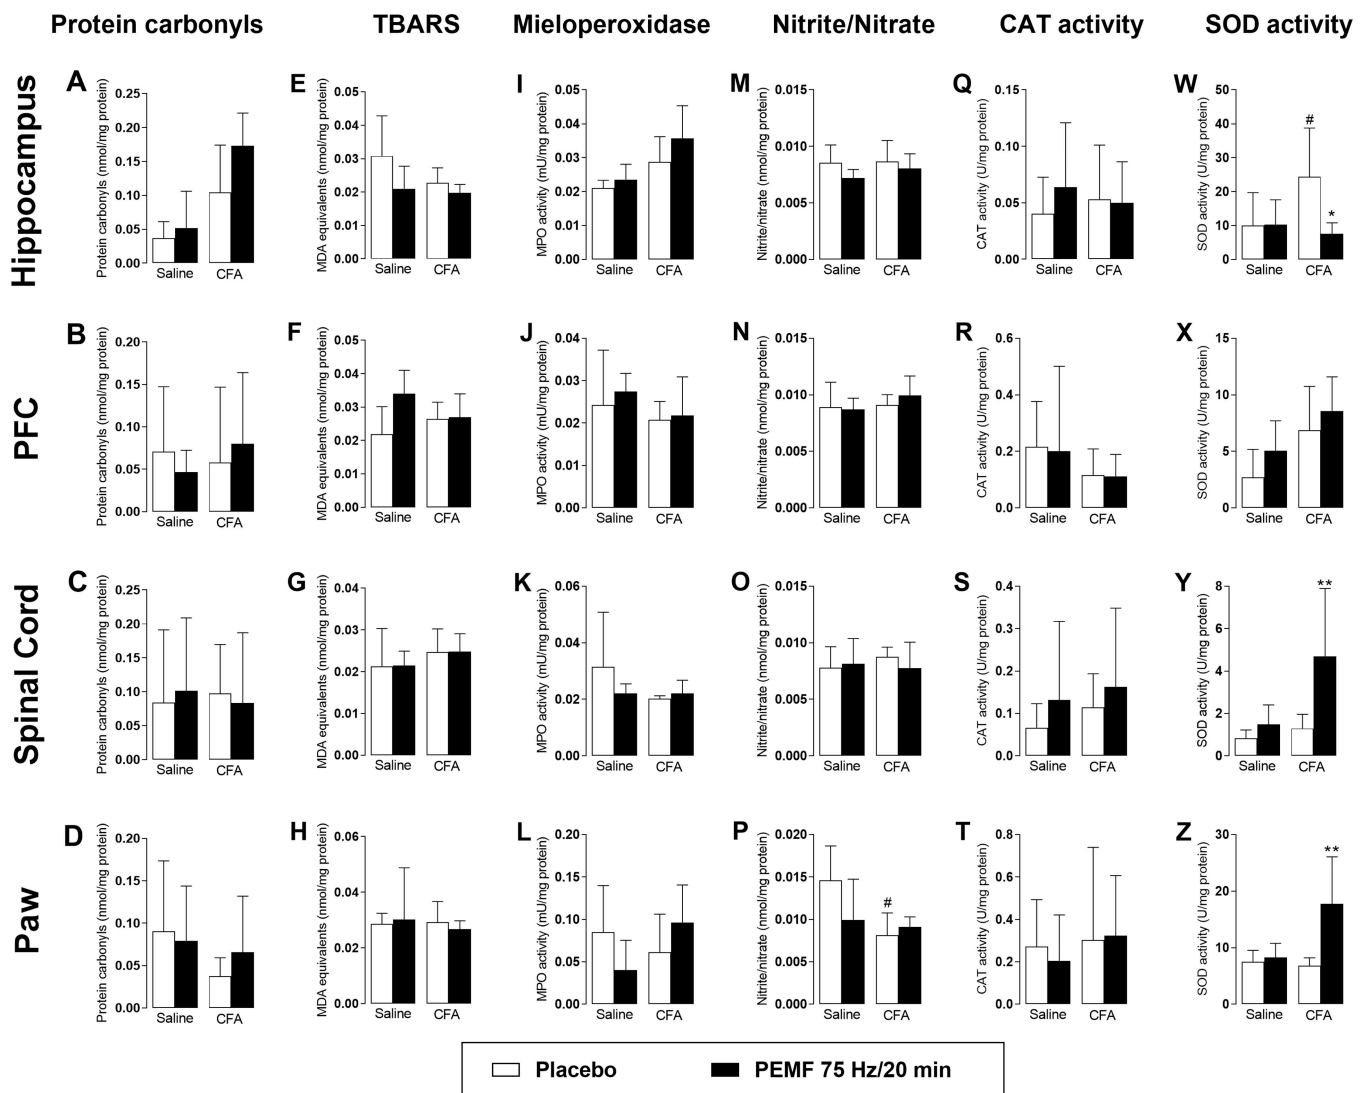 Protein carbonyls TBARS Mieloperoxidase Nitrite/Nitrate CAT activity SOD activity
Hippocampus
A
Protein carbonyls (nmol/mg protein)
0.25
0.20
0.15
0.10
0.05
0.00
Saline CFA
E
MDA equivalents (nmol/mg protein)
0.05
0.04
0.03
0.02
0.01
0.00
Saline CFA
I
MPO activity (mU/mg protein)
0.05
0.04
0.03
0.02
0.01
0.00
Saline CFA
M
Nitrite/nitrate (nmol/mg protein)
0.015
0.010
0.005
0.000
Saline CFA
Q
CAT activity (U/mg protein)
0.15
0.10
0.05
0.00
Saline CFA
W
SOD activity (U/mg protein)
50
40
30
20
10
0
#
*
Saline CFA
PFC
B
Protein carbonyls (nmol/mg protein)
0.20
0.15
0.10
0.05
0.00
Saline CFA
F
MDA equivalents (nmol/mg protein)
0.05
0.04
0.03
0.02
0.01
0.00
Saline CFA
J
MPO activity (mU/mg protein)
0.04
0.03
0.02
0.01
0.00
Saline CFA
N
Nitrite/nitrate (nmol/mg protein)
0.015
0.010
0.005
0.000
Saline CFA
R
CAT activity (U/mg protein)
0.6
0.4
0.2
0.0
Saline CFA
X
SOD activity (U/mg protein)
15
10
5
0
Saline CFA
Spinal Cord
C
Protein carbonyls (nmol/mg protein)
0.25
0.20
0.15
0.10
0.05
0.00
Saline CFA
G
MDA equivalents (nmol/mg protein)
0.04
0.03
0.02
0.01
0.00
Saline CFA
K
MPO activity (mU/mg protein)
0.06
0.04
0.02
0.00
Saline CFA
O
Nitrite/nitrate (nmol/mg protein)
0.015
0.010
0.005
0.000
Saline CFA
S
CAT activity (U/mg protein)
0.4
0.3
0.2
0.1
0.0
Saline CFA
Y
SOD activity (U/mg protein)
8
6
4
2
0
**
Saline CFA
Paw
D
Protein carbonyls (nmol/mg protein)
0.20
0.15
0.10
0.05
0.00
Saline CFA
H
MDA equivalents (nmol/mg protein)
0.06
0.04
0.02
0.00
Saline CFA
L
MPO activity (mU/mg protein)
0.20
0.15
0.10
0.05
0.00
Saline CFA
P
Nitrite/nitrate (nmol/mg protein)
0.020
0.015
0.010
0.005
0.000
#
Saline CFA
T
CAT activity (U/mg protein)
0.8
0.6
0.4
0.2
0.0
Saline CFA
Z
SOD activity (U/mg protein)
30
20
10
0
**
Saline CFA
Placebo PEMF 75 Hz/20 min